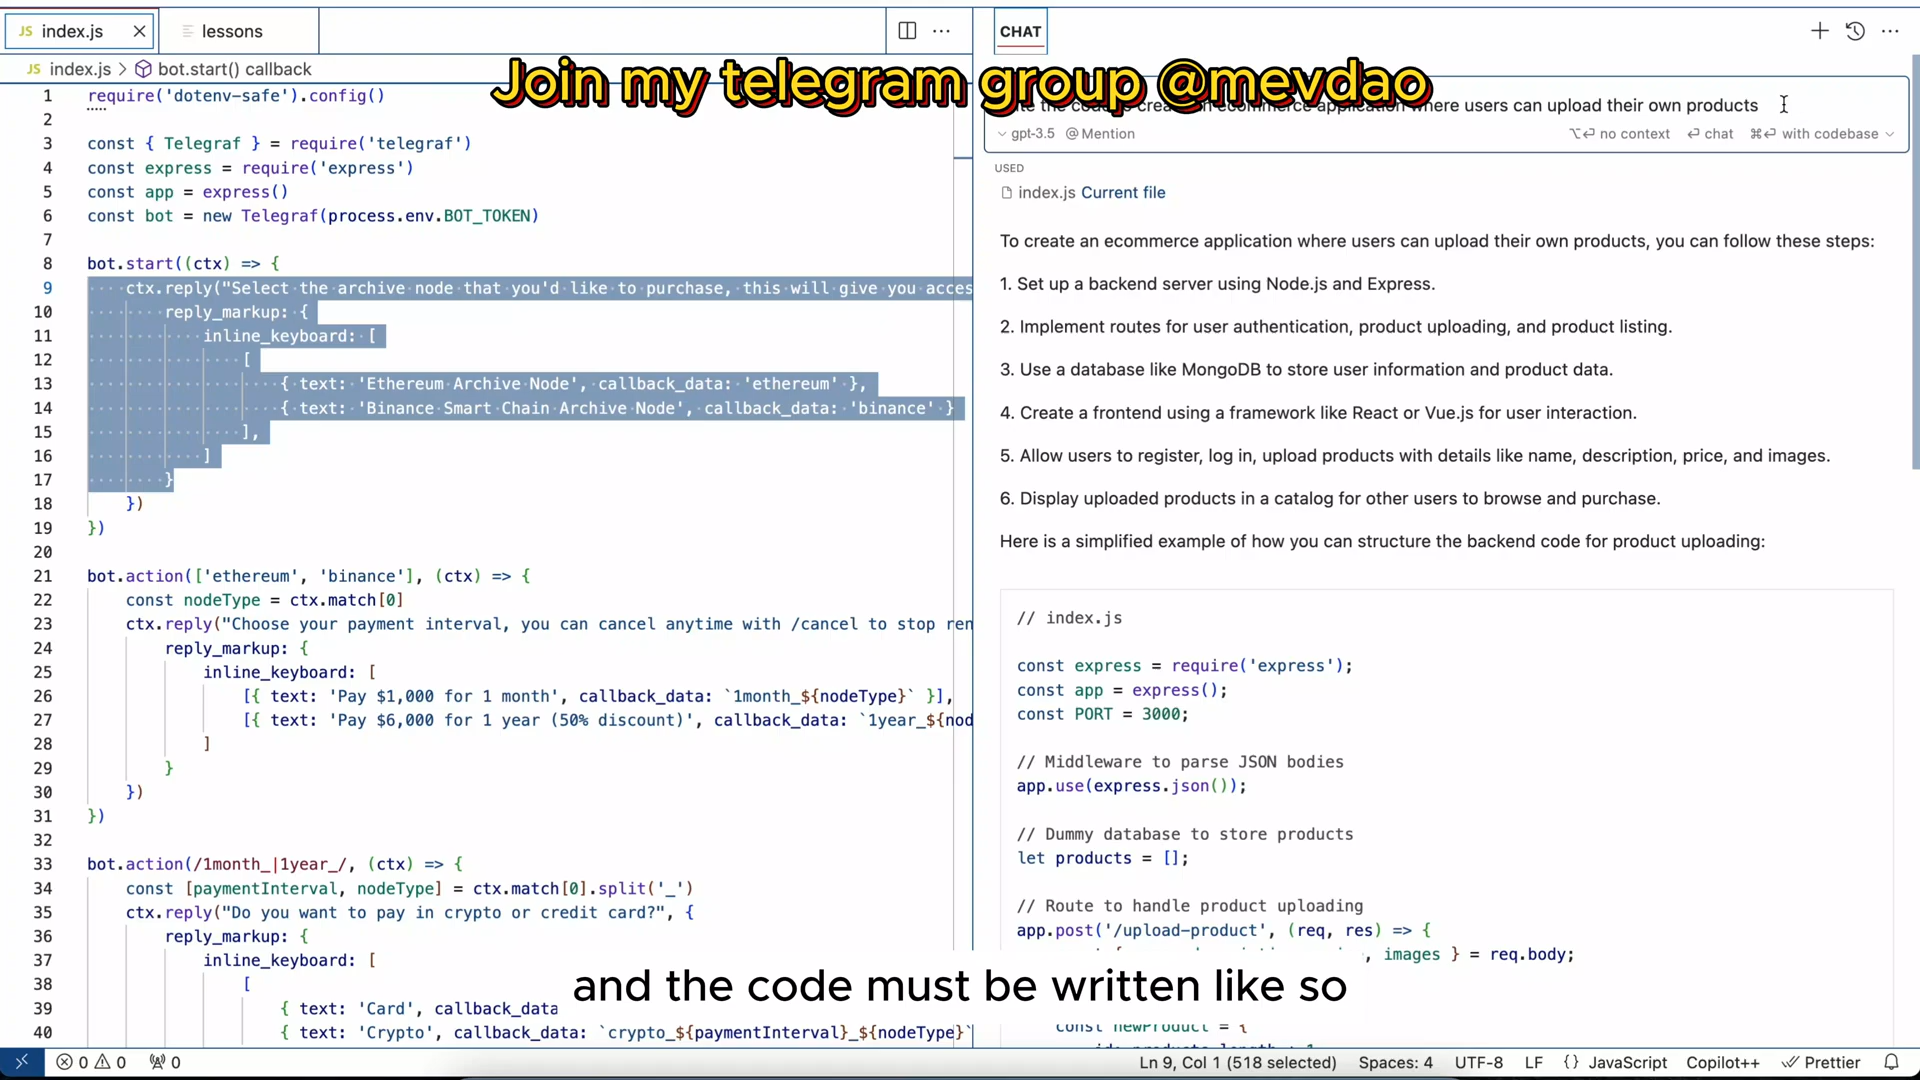 JS index.js
lessons
CHAT
JS index.js > bot.start() callback
Join my telegram group @mevdao
1 require('dotenv-safe').config()
2
3 const { Telegraf } = require('telegraf')
4 const express = require('express')
5 const app = express()
6 const bot = new Telegraf(process.env.BOT_TOKEN)
7
8 bot.start((ctx) => {
9 ctx.reply("Select the archive node that you'd like to purchase, this will give you acces
10 reply_markup: {
11 inline_keyboard: [
12 [
13 { text: 'Ethereum Archive Node', callback_data: 'ethereum' },
14 { text: 'Binance Smart Chain Archive Node', callback_data: 'binance' }
15 ],
16 ]
17 }
18 })
19 })
20
21 bot.action(['ethereum', 'binance'], (ctx) => {
22 const nodeType = ctx.match[0]
23 ctx.reply("Choose your payment interval, you can cancel anytime with /cancel to stop ren
24 reply_markup: {
25 inline_keyboard: [
26 [{ text: 'Pay $1,000 for 1 month', callback_data: `1month_${nodeType}` }],
27 [{ text: 'Pay $6,000 for 1 year (50% discount)', callback_data: `1year_${nod
28 ]
29 }
30 })
31 })
32
33 bot.action(/1month_|1year_/, (ctx) => {
34 const [paymentInterval, nodeType] = ctx.match[0].split('_')
35 ctx.reply("Do you want to pay in crypto or credit card?", {
36 reply_markup: {
37 inline_keyboard: [
38 [
39 { text: 'Card', callback_data
40 { text: 'Crypto', callback_data: `crypto_${paymentInterval}_${nodeType}`
application where users can upload their own products
gpt-3.5 @ Mention ⌥⏎ no context ⏎ chat ⌘⏎ with codebase
USED
index.js Current file
To create an ecommerce application where users can upload their own products, you can follow these steps:
1. Set up a backend server using Node.js and Express.
2. Implement routes for user authentication, product uploading, and product listing.
3. Use a database like MongoDB to store user information and product data.
4. Create a frontend using a framework like React or Vue.js for user interaction.
5. Allow users to register, log in, upload products with details like name, description, price, and images.
6. Display uploaded products in a catalog for other users to browse and purchase.
Here is a simplified example of how you can structure the backend code for product uploading:
// index.js
const express = require('express');
const app = express();
const PORT = 3000;
// Middleware to parse JSON bodies
app.use(express.json());
// Dummy database to store products
let products = [];
// Route to handle product uploading
app.post('/upload-product', (req, res) => {
, images } = req.body;
const newProduct = {
and the code must be written like so
0 0 0
Ln 9, Col 1 (518 selected) Spaces: 4 UTF-8 LF {} JavaScript Copilot++ Prettier